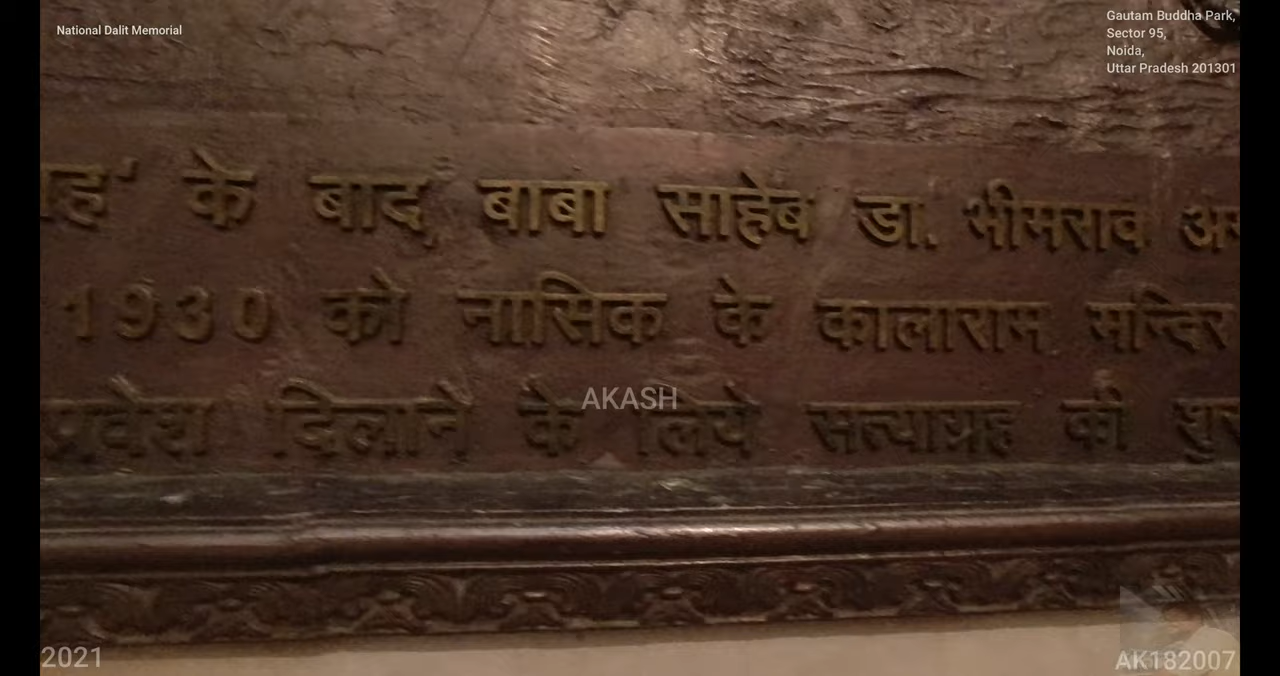 National Dalit Memorial
Gautam Buddha Park,
Sector 95,
Noida,
Uttar Pradesh 201301
के बाद बाबा साहेब डा. भीमराव
1930 को नासिक के कालाराम मन्दिर
प्रवेश दिलाने के लिये सत्याग्रह की
AKASH
2021
AK182007